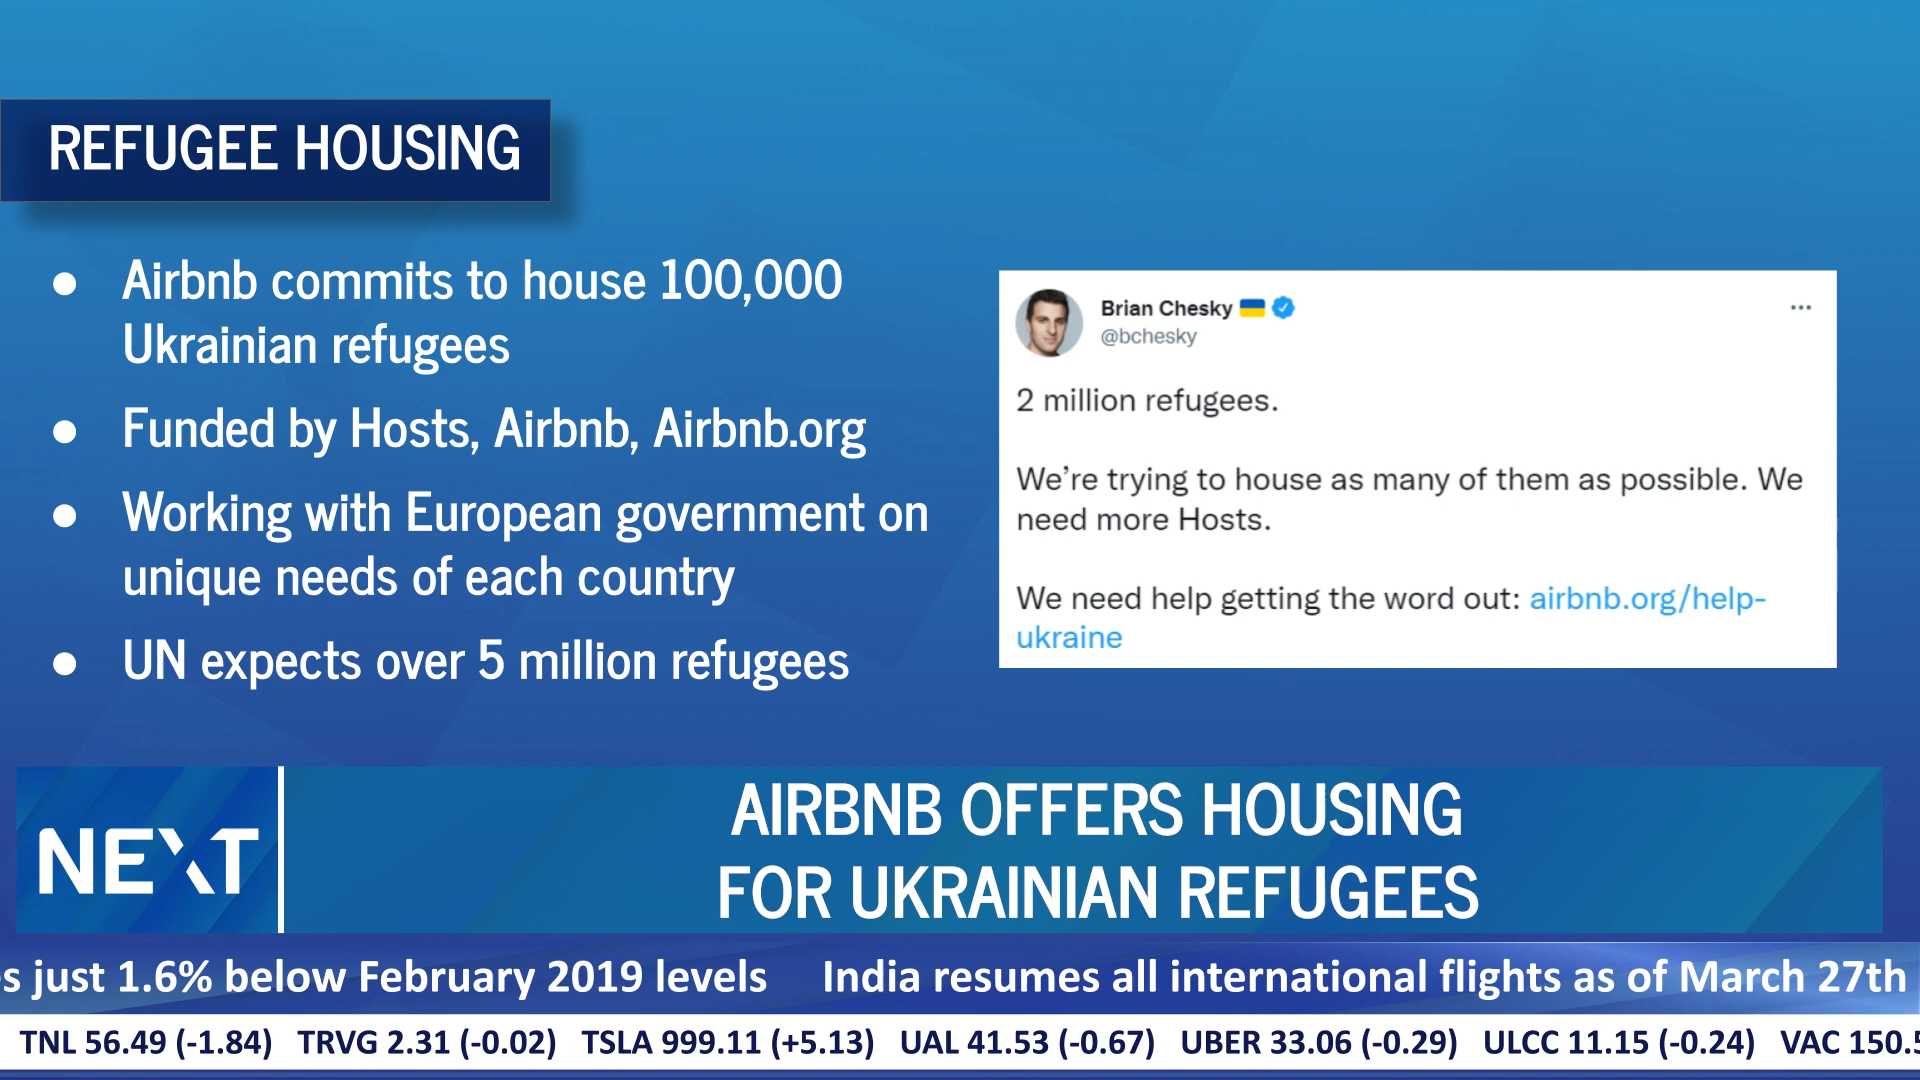 REFUGEE HOUSING
● Airbnb commits to house 100,000
Ukrainian refugees
● Funded by Hosts, Airbnb, Airbnb.org
● Working with European government on
unique needs of each country
● UN expects over 5 million refugees
Brian Chesky
@bchesky
2 million refugees.
We’re trying to house as many of them as possible. We
need more Hosts.
We need help getting the word out: airbnb.org/help-
ukraine
NEXT
AIRBNB OFFERS HOUSING
FOR UKRAINIAN REFUGEES
s just 1.6% below February 2019 levels India resumes all international flights as of March 27th
TNL 56.49 (-1.84) TRVG 2.31 (-0.02) TSLA 999.11 (+5.13) UAL 41.53 (-0.67) UBER 33.06 (-0.29) ULCC 11.15 (-0.24) VAC 150.5